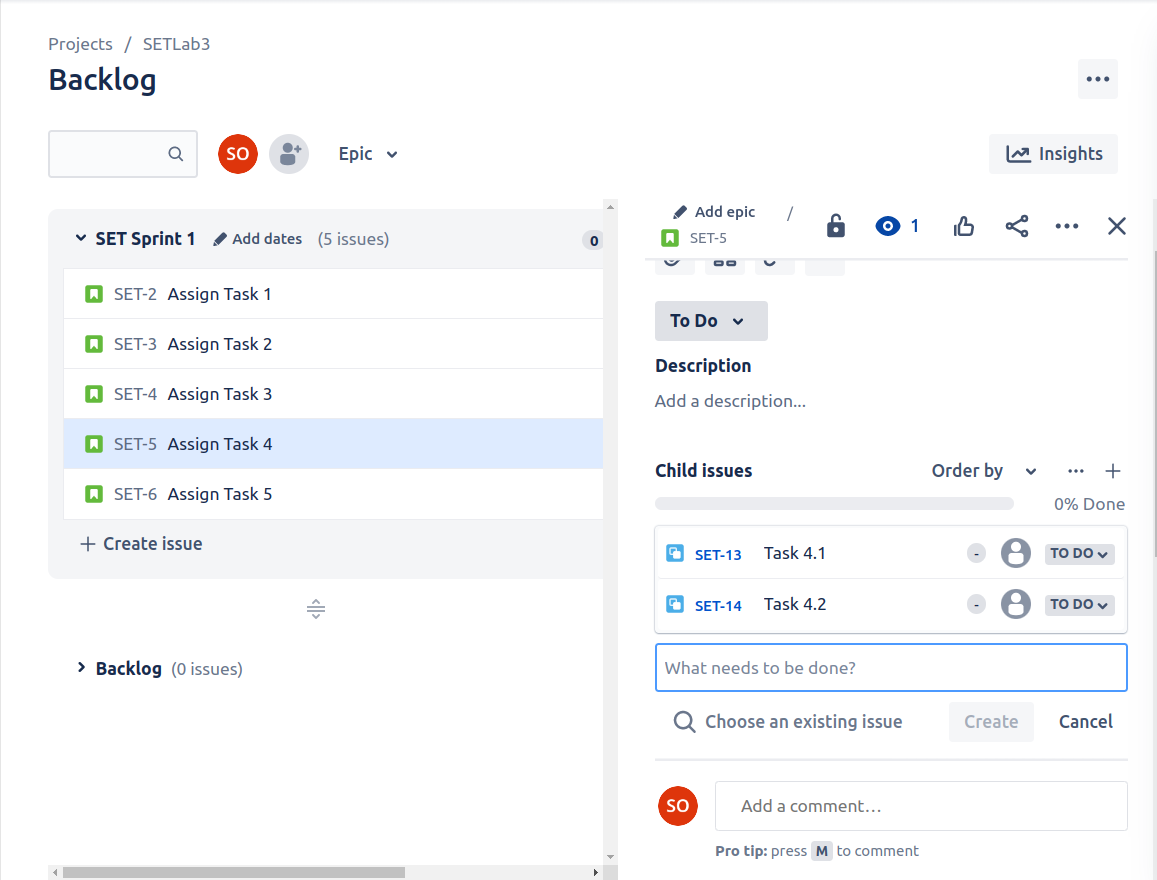 Projects / SETLab3
Backlog
SO
Epic
Insights
SET Sprint 1 Add dates (5 issues) 0
SET-2 Assign Task 1
SET-3 Assign Task 2
SET-4 Assign Task 3
SET-5 Assign Task 4
SET-6 Assign Task 5
+ Create issue
Backlog (0 issues)
Add epic /
SET-5
1
To Do
Description
Add a description...
Child issues Order by
0% Done
SET-13 Task 4.1 - TO DO
SET-14 Task 4.2 - TO DO
What needs to be done?
Choose an existing issue Create Cancel
SO Add a comment…
Pro tip: press M to comment